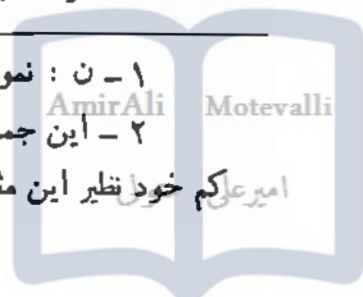 ۱ ـ ن : نمو
AmirAli Motevalli
۲ ـ این جم
کم خود نظیر این مث
امیرعلی